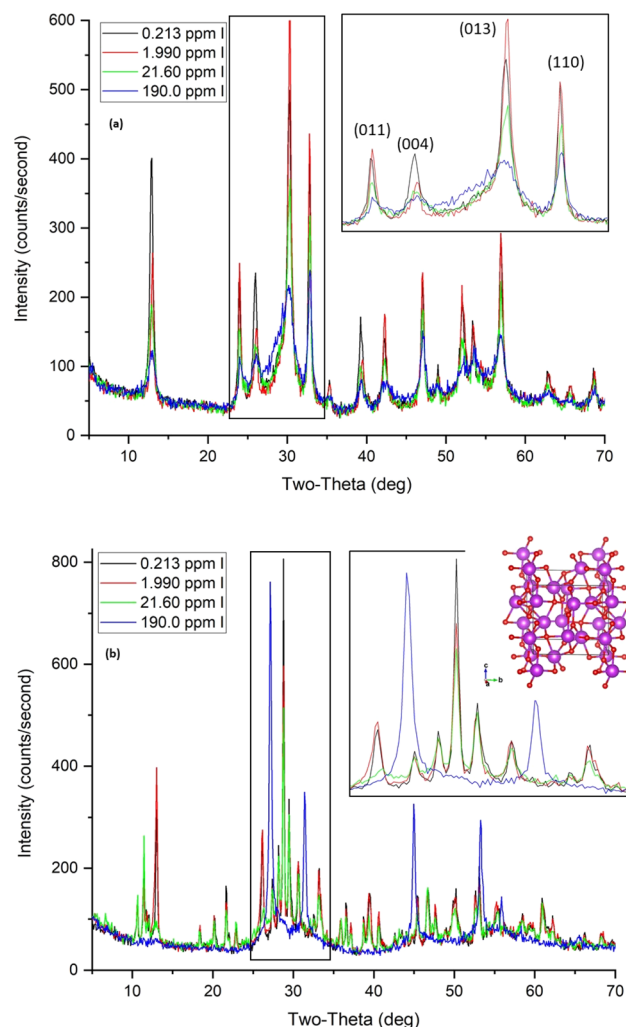 600
500
400
300
200
100
0
Intensity (counts/second)
0.213 ppm I
1.990 ppm I
21.60 ppm I
190.0 ppm I
(a)
(011)
(004)
(013)
(110)
10
20
30
40
50
60
70
Two-Theta (deg)
800
600
400
200
0
Intensity (counts/second)
0.213 ppm I
1.990 ppm I
21.60 ppm I
190.0 ppm I
(b)
c
a
b
10
20
30
40
50
60
70
Two-Theta (deg)